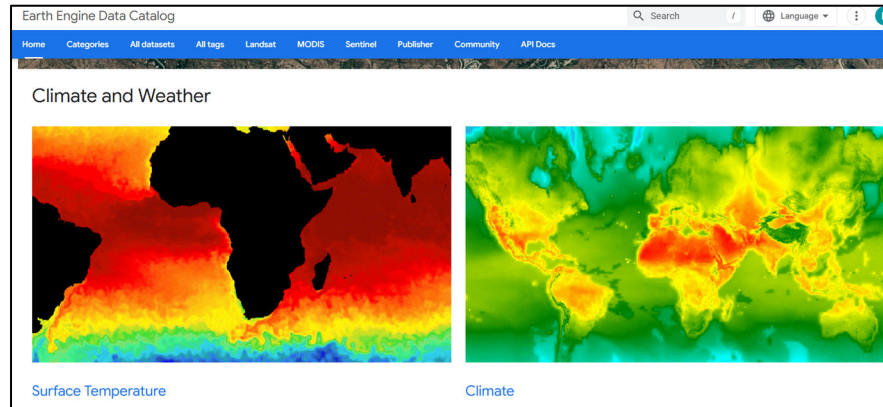 Earth Engine Data Catalog
Search /
Language
Home Categories All datasets All tags Landsat MODIS Sentinel Publisher Community API Docs
Climate and Weather
Surface Temperature
Climate